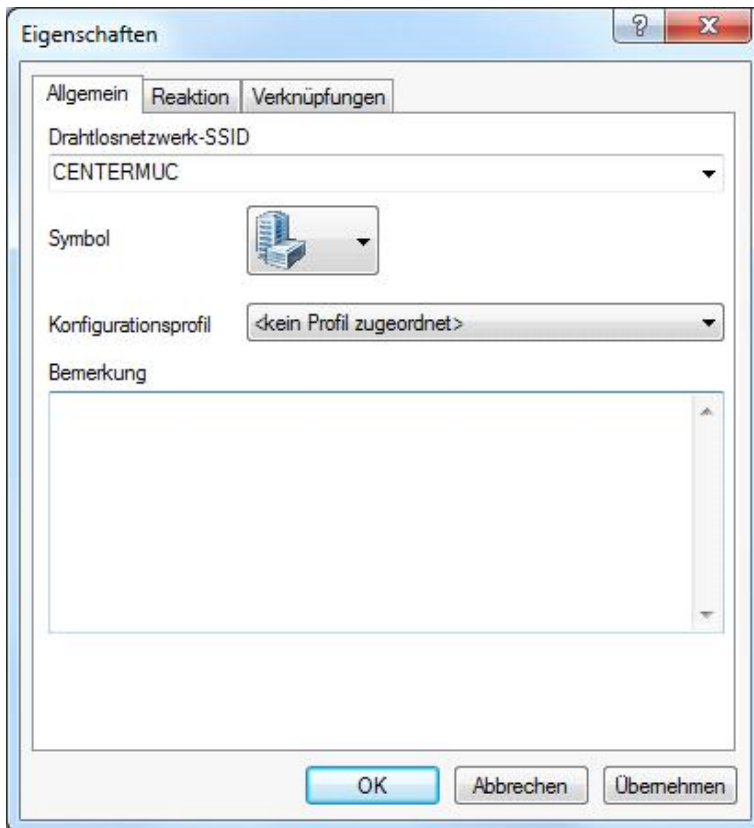 Eigenschaften
Allgemein Reaktion Verknüpfungen
Drahtlosnetzwerk-SSID
CENTERMUC
Symbol
Konfigurationsprofil <kein Profil zugeordnet>
Bemerkung
OK Abbrechen Übernehmen